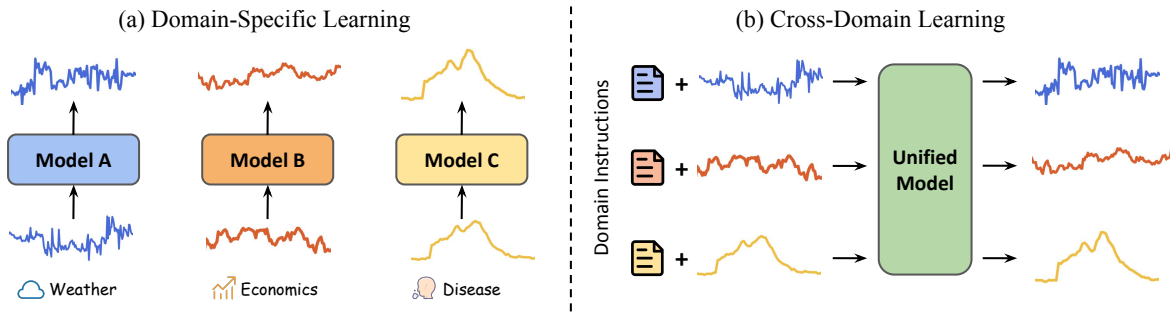 (a) Domain-Specific Learning
Model A
Model B
Model C
Weather
Economics
Disease
(b) Cross-Domain Learning
Domain Instructions
+
+
+
Unified
Model